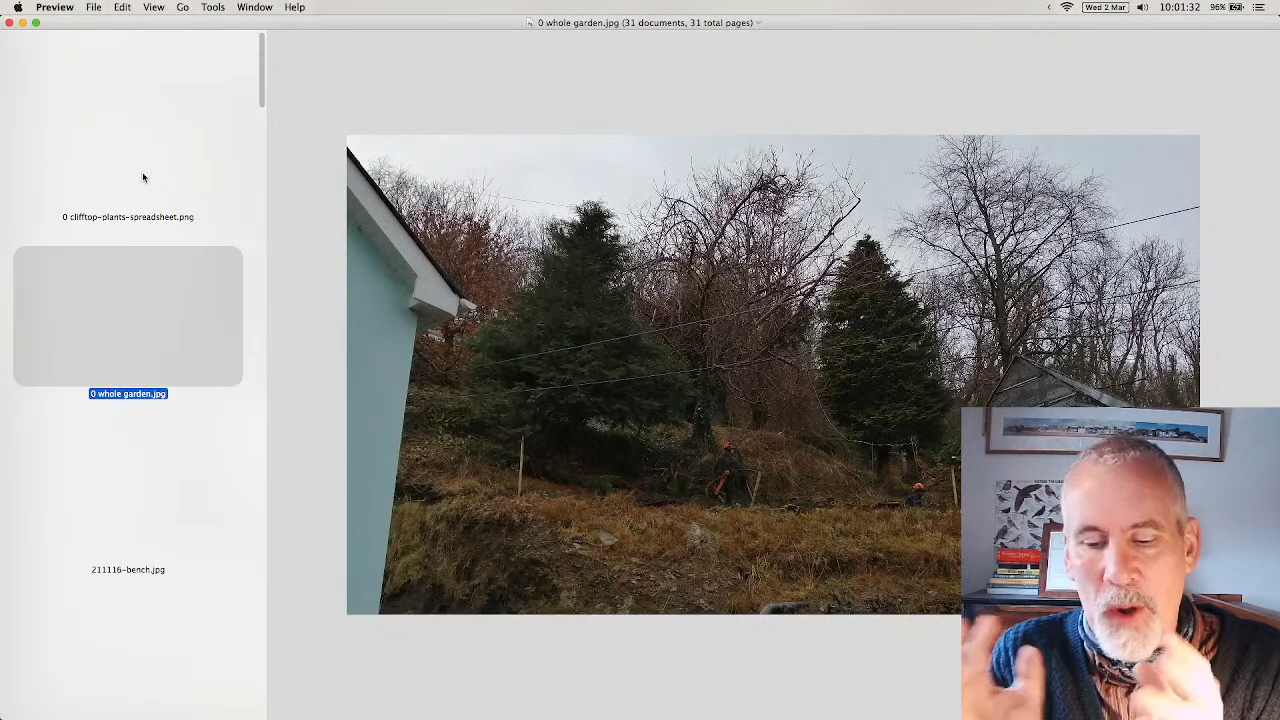 Preview File Edit View Go Tools Window Help
Wed 2 Mar 10:01:32 96%
0 whole garden.jpg (31 documents, 31 total pages)
0 clifftop-plants-spreadsheet.png
0 whole garden.jpg
211116-bench.jpg